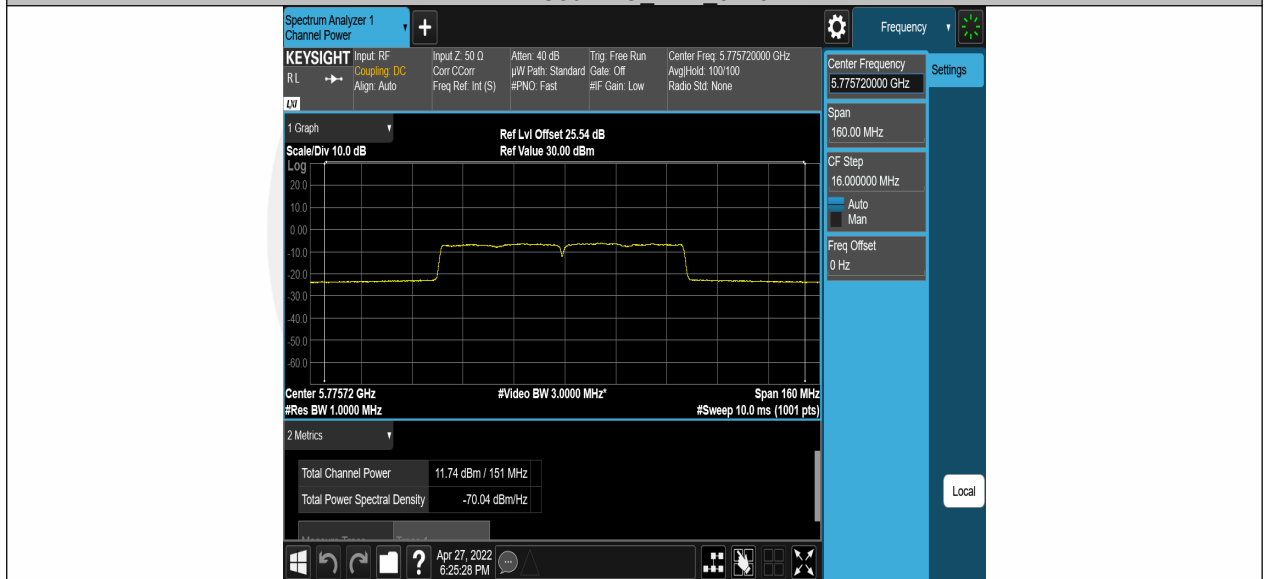 Spectrum Analyzer 1
Channel Power
+
Frequency
KEYSIGHT
RL
LXI
Input: RF
Coupling: DC
Align: Auto
Input Z: 50 Ω
Corr CCorr
Freq Ref: Int (S)
Atten: 40 dB
µW Path: Standard
#PNO: Fast
Trig: Free Run
Gate: Off
#IF Gain: Low
Center Freq: 5.775720000 GHz
Avg|Hold: 100/100
Radio Std: None
Center Frequency
5.775720000 GHz
Settings
Span
160.00 MHz
CF Step
16.000000 MHz
Auto
Man
Freq Offset
0 Hz
1 Graph
Scale/Div 10.0 dB
Ref Lvl Offset 25.54 dB
Ref Value 30.00 dBm
Log
20.0
10.0
0.00
-10.0
-20.0
-30.0
-40.0
-50.0
-60.0
Center 5.77572 GHz
#Res BW 1.0000 MHz
#Video BW 3.0000 MHz*
Span 160 MHz
#Sweep 10.0 ms (1001 pts)
2 Metrics
Total Channel Power 11.74 dBm / 151 MHz
Total Power Spectral Density -70.04 dBm/Hz
Local
?
Apr 27, 2022
6:25:28 PM